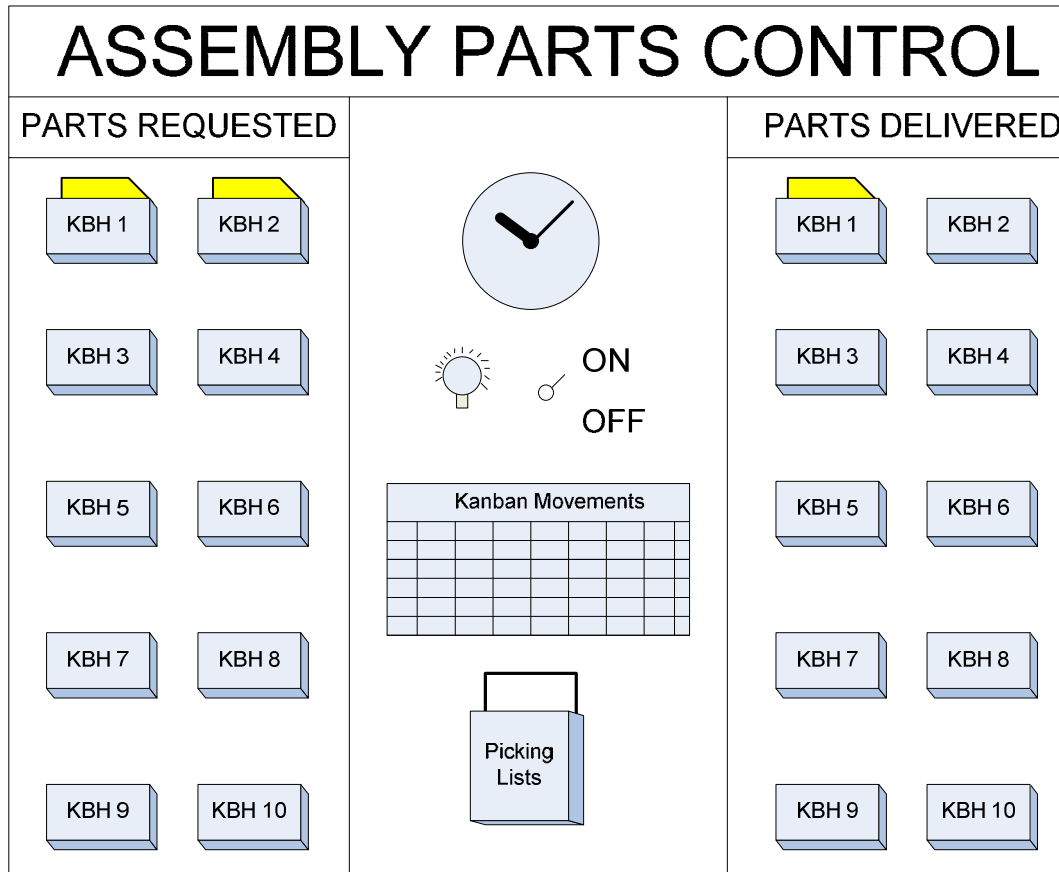 ASSEMBLY PARTS CONTROL
PARTS REQUESTED
KBH 1
KBH 2
KBH 3
KBH 4
KBH 5
KBH 6
KBH 7
KBH 8
KBH 9
KBH 10
ON
OFF
Kanban Movements
Picking
Lists
PARTS DELIVERED
KBH 1
KBH 2
KBH 3
KBH 4
KBH 5
KBH 6
KBH 7
KBH 8
KBH 9
KBH 10